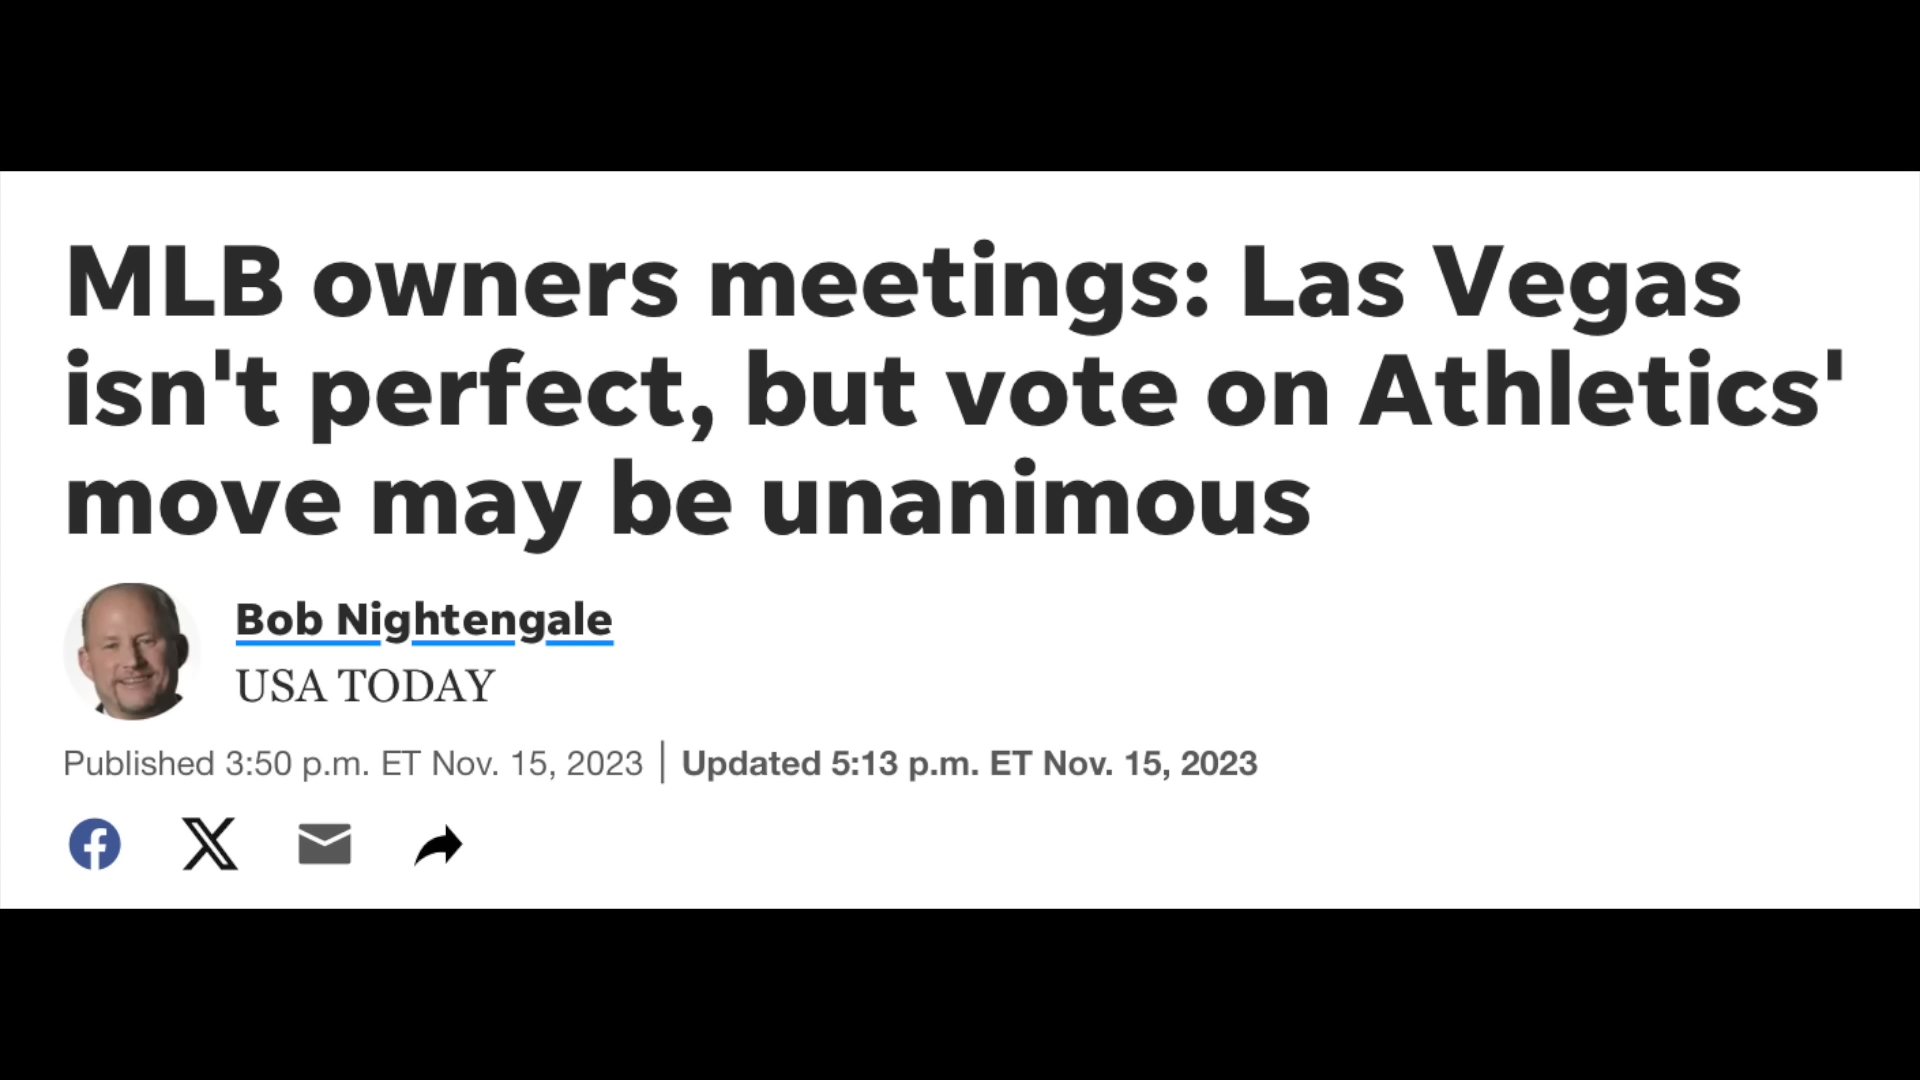 MLB owners meetings: Las Vegas
isn't perfect, but vote on Athletics'
move may be unanimous
Bob Nightengale
USA TODAY
Published 3:50 p.m. ET Nov. 15, 2023 | Updated 5:13 p.m. ET Nov. 15, 2023